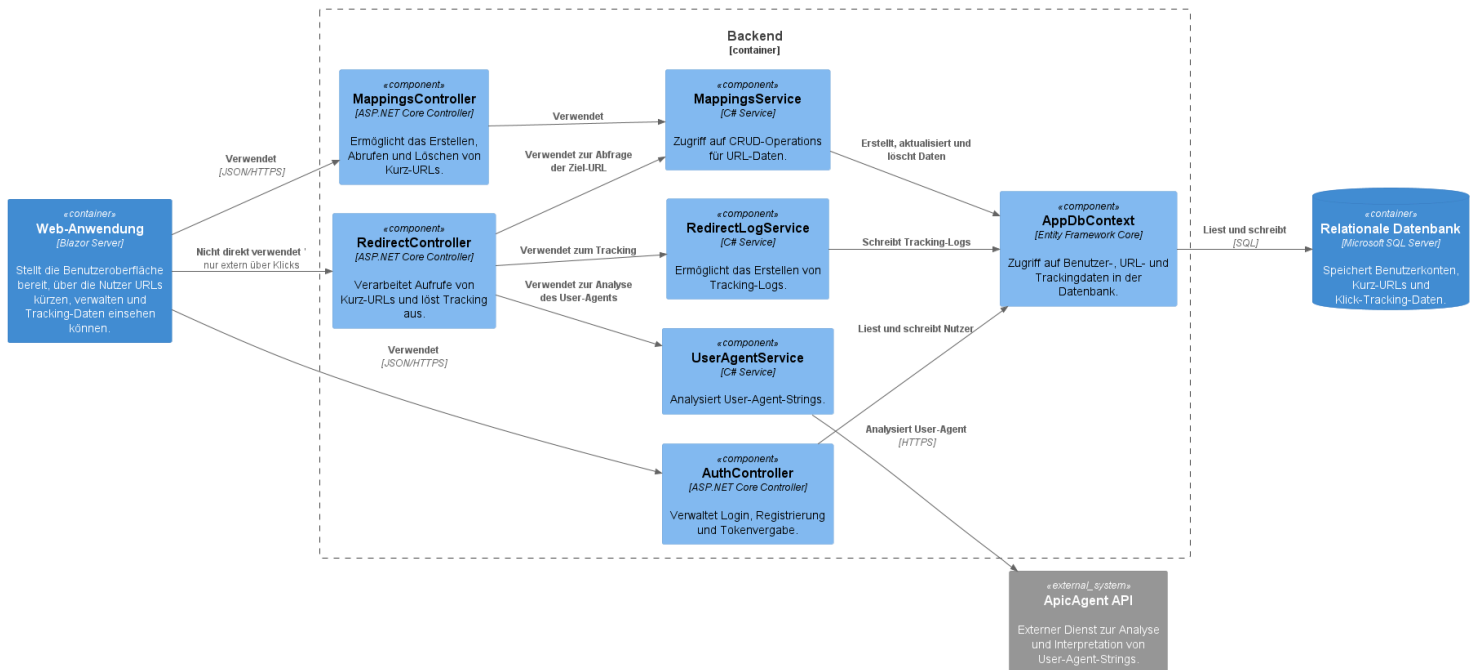 Backend
[container]
«component»
MappingsController
[ASP.NET Core Controller]
Ermöglicht das Erstellen,
Abrufen und Löschen von
Kurz-URLs.
Verwendet
«component»
MappingsService
[C# Service]
Zugriff auf CRUD-Operations
für URL-Daten.
Erstellt, aktualisiert und
löscht Daten
Verwendet
[JSON/HTTPS]
Verwendet zur Abfrage
der Ziel-URL
«container»
Web-Anwendung
[Blazor Server]
Stellt die Benutzeroberfläche
bereit, über die Nutzer URLs
kürzen, verwalten und
Tracking-Daten einsehen
können.
Nicht direkt verwendet '
nur extern über Klicks
«component»
RedirectController
[ASP.NET Core Controller]
Verarbeitet Aufrufe von
Kurz-URLs und löst Tracking
aus.
Verwendet zum Tracking
«component»
RedirectLogService
[C# Service]
Ermöglicht das Erstellen von
Tracking-Logs.
Schreibt Tracking-Logs
«component»
AppDbContext
[Entity Framework Core]
Zugriff auf Benutzer-, URL- und
Trackingdaten in der
Datenbank.
Liest und schreibt
[SQL]
«container»
Relationale Datenbank
[Microsoft SQL Server]
Speichert Benutzerkonten,
Kurz-URLs und
Klick-Tracking-Daten.
Verwendet zur Analyse
des User-Agents
Verwendet
[JSON/HTTPS]
«component»
UserAgentService
[C# Service]
Analysiert User-Agent-Strings.
Liest und schreibt Nutzer
Analysiert User-Agent
[HTTPS]
«component»
AuthController
[ASP.NET Core Controller]
Verwaltet Login, Registrierung
und Tokenvergabe.
«external_system»
ApicAgent API
Externer Dienst zur Analyse
und Interpretation von
User-Agent-Strings.